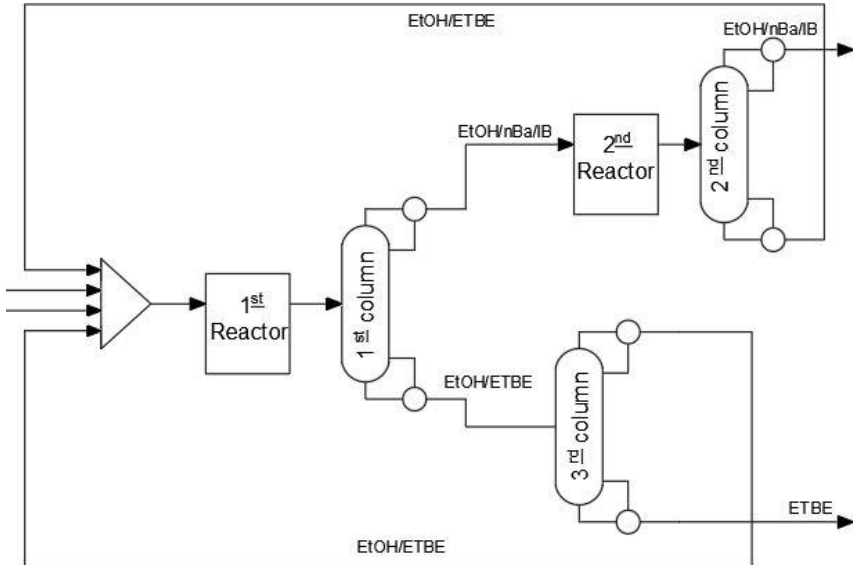 EtOH/ETBE
EtOH/nBa/IB
EtOH/nBa/IB
2nd
Reactor
2nd column
1st
Reactor
1st column
EtOH/ETBE
3rd column
ETBE
EtOH/ETBE